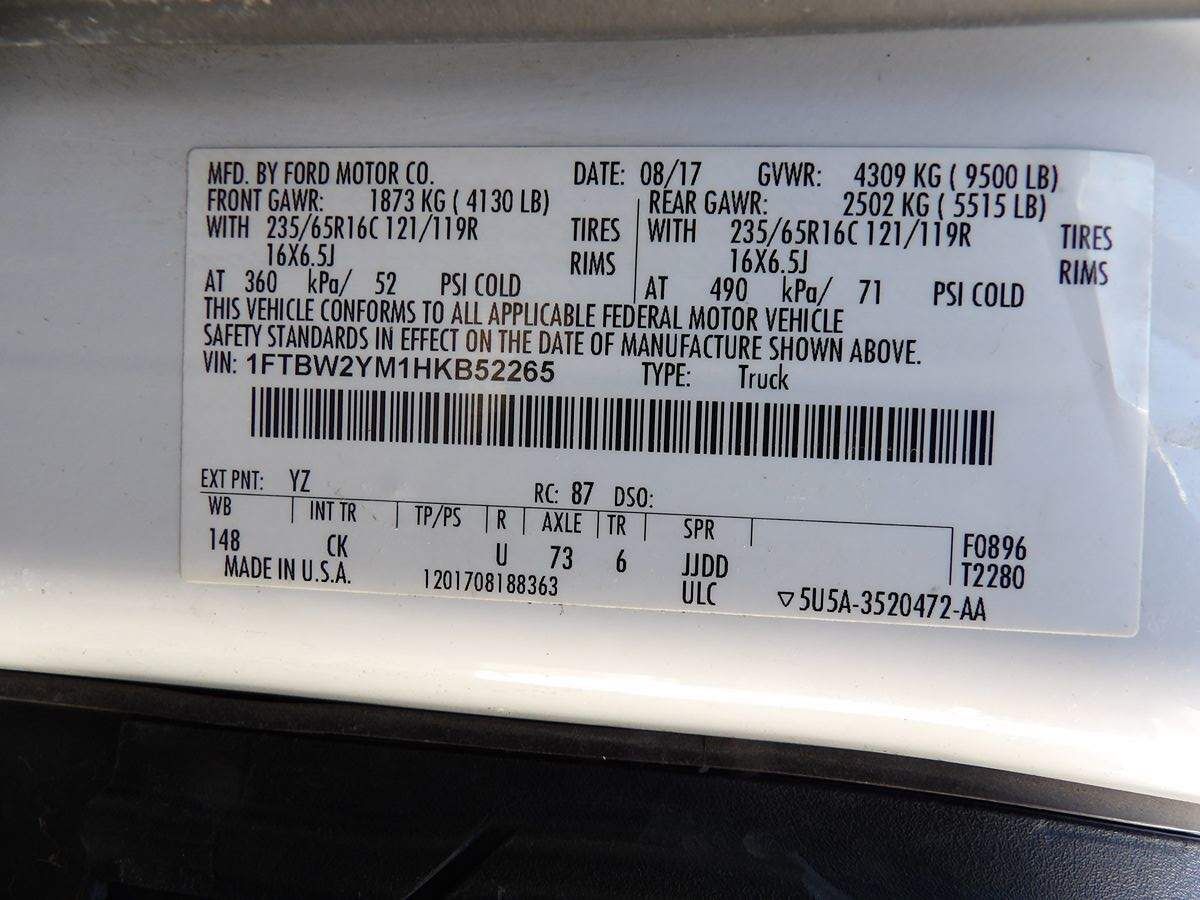 MFD. BY FORD MOTOR CO. DATE: 08/17 GVWR: 4309 KG ( 9500 LB)
FRONT GAWR: 1873 KG ( 4130 LB) REAR GAWR: 2502 KG ( 5515 LB)
WITH 235/65R16C 121/119R TIRES WITH 235/65R16C 121/119R TIRES
16X6.5J RIMS 16X6.5J RIMS
AT 360 kPa/ 52 PSI COLD AT 490 kPa/ 71 PSI COLD
THIS VEHICLE CONFORMS TO ALL APPLICABLE FEDERAL MOTOR VEHICLE
SAFETY STANDARDS IN EFFECT ON THE DATE OF MANUFACTURE SHOWN ABOVE.
VIN: 1FTBW2YM1HKB52265 TYPE: Truck
EXT PNT: YZ RC: 87 DSO:
WB INT TR TP/PS R AXLE TR SPR
148 CK U 73 6 JJDD F0896
MADE IN U.S.A. 1201708188363 ULC T2280
▽5U5A-3520472-AA